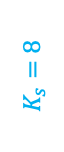 Kₛ = 8